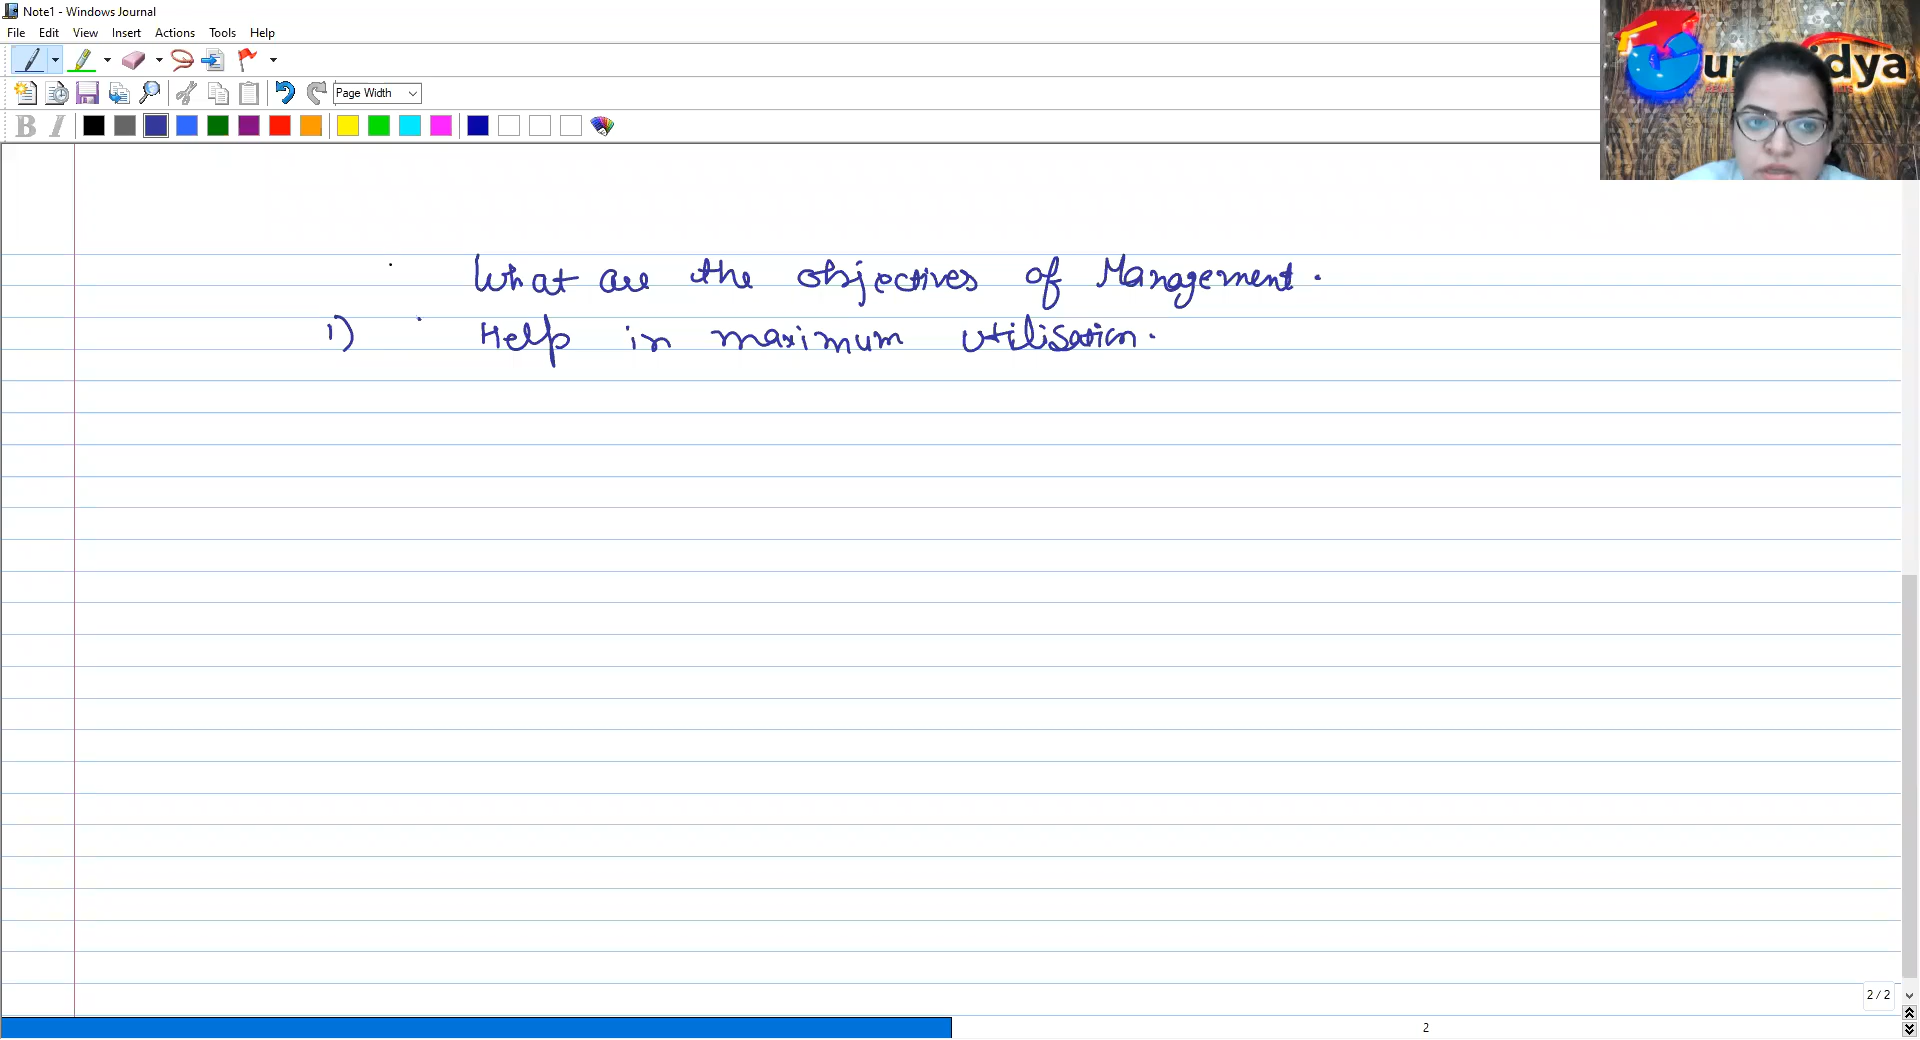 Note1 - Windows Journal
File Edit View Insert Actions Tools Help
Page Width
B I
What are the objectives of Management.
1) Help in maximum utilisation.
2 / 2
2